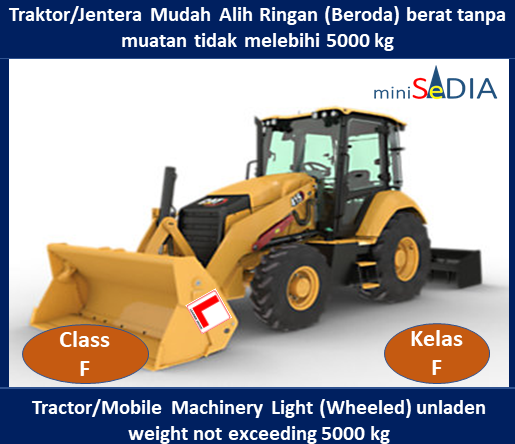 Traktor/Jentera Mudah Alih Ringan (Beroda) berat tanpa
muatan tidak melebihi 5000 kg
miniSeDIA
CAT
L
Class
F
Kelas
F
Tractor/Mobile Machinery Light (Wheeled) unladen
weight not exceeding 5000 kg